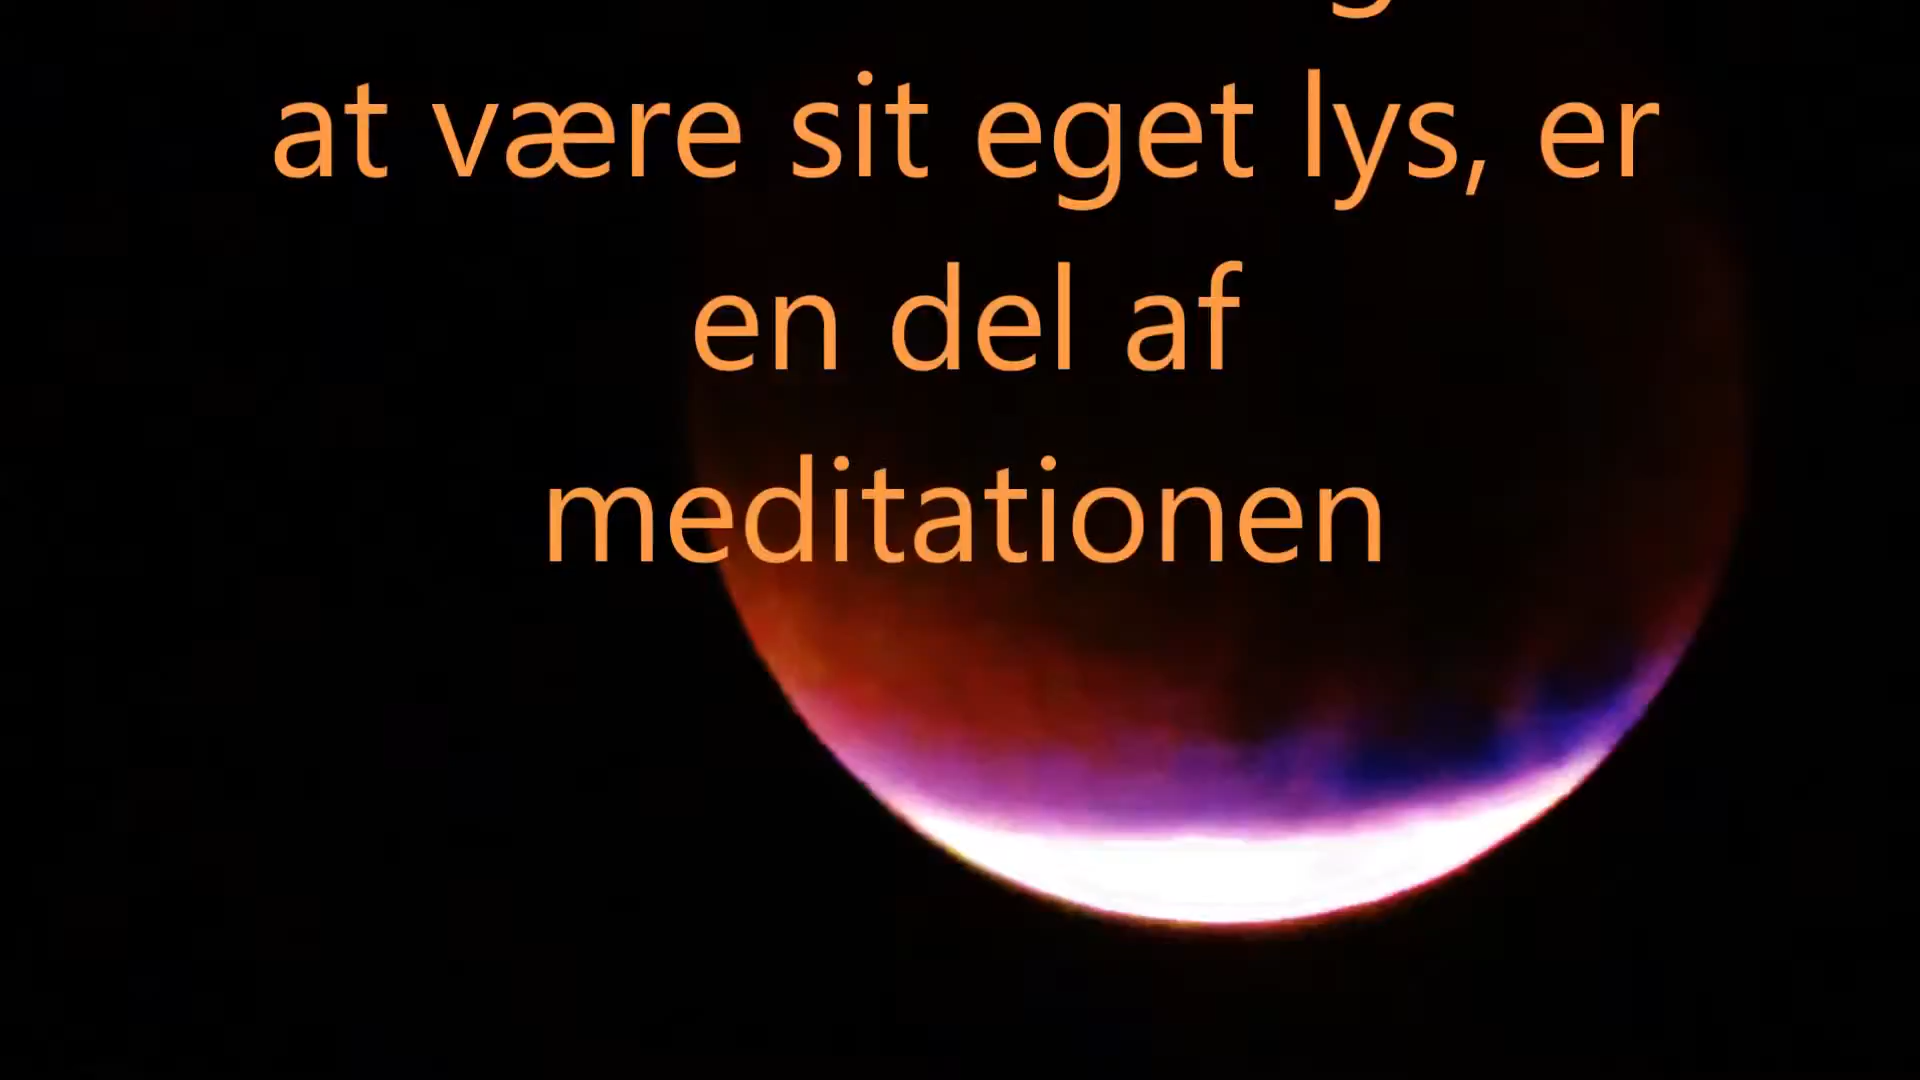 at være sit eget lys, er
en del af
meditationen